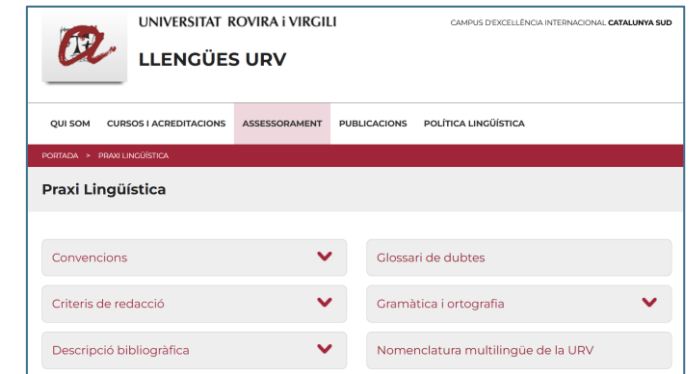 UNIVERSITAT ROVIRA i VIRGILI
CAMPUS D'EXCEL·LÈNCIA INTERNACIONAL CATALUNYA SUD
LLENGÜES URV
QUI SOM CURSOS I ACREDITACIONS ASSESSORAMENT PUBLICACIONS POLÍTICA LINGÜÍSTICA
PORTADA > PRAXI LINGÜÍSTICA
Praxi Lingüística
Convencions
Glossari de dubtes
Criteris de redacció
Gramàtica i ortografia
Descripció bibliogràfica
Nomenclatura multilingüe de la URV